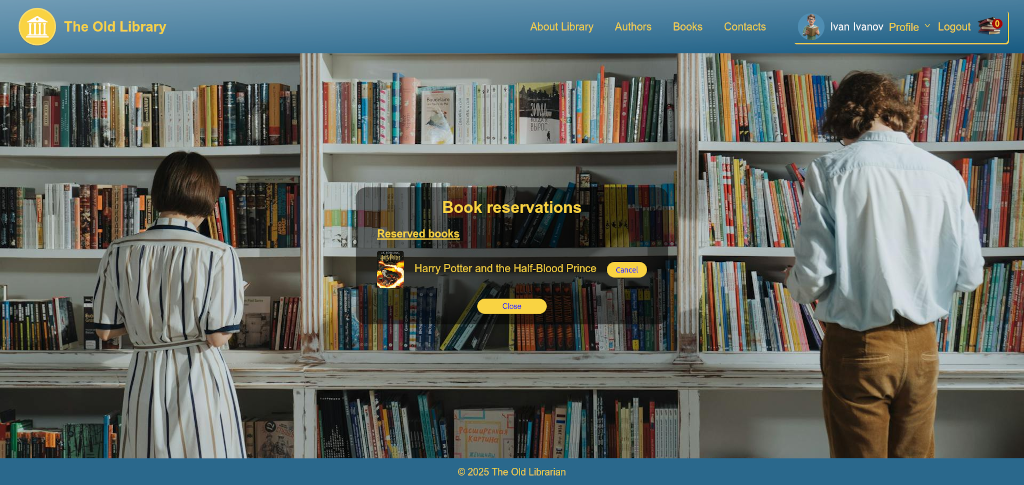 The Old Library
About Library
Authors
Books
Contacts
Ivan Ivanov
Profile
Logout
0
Book reservations
Reserved books
Harry Potter and the Half-Blood Prince
Cancel
Close
© 2025 The Old Librarian